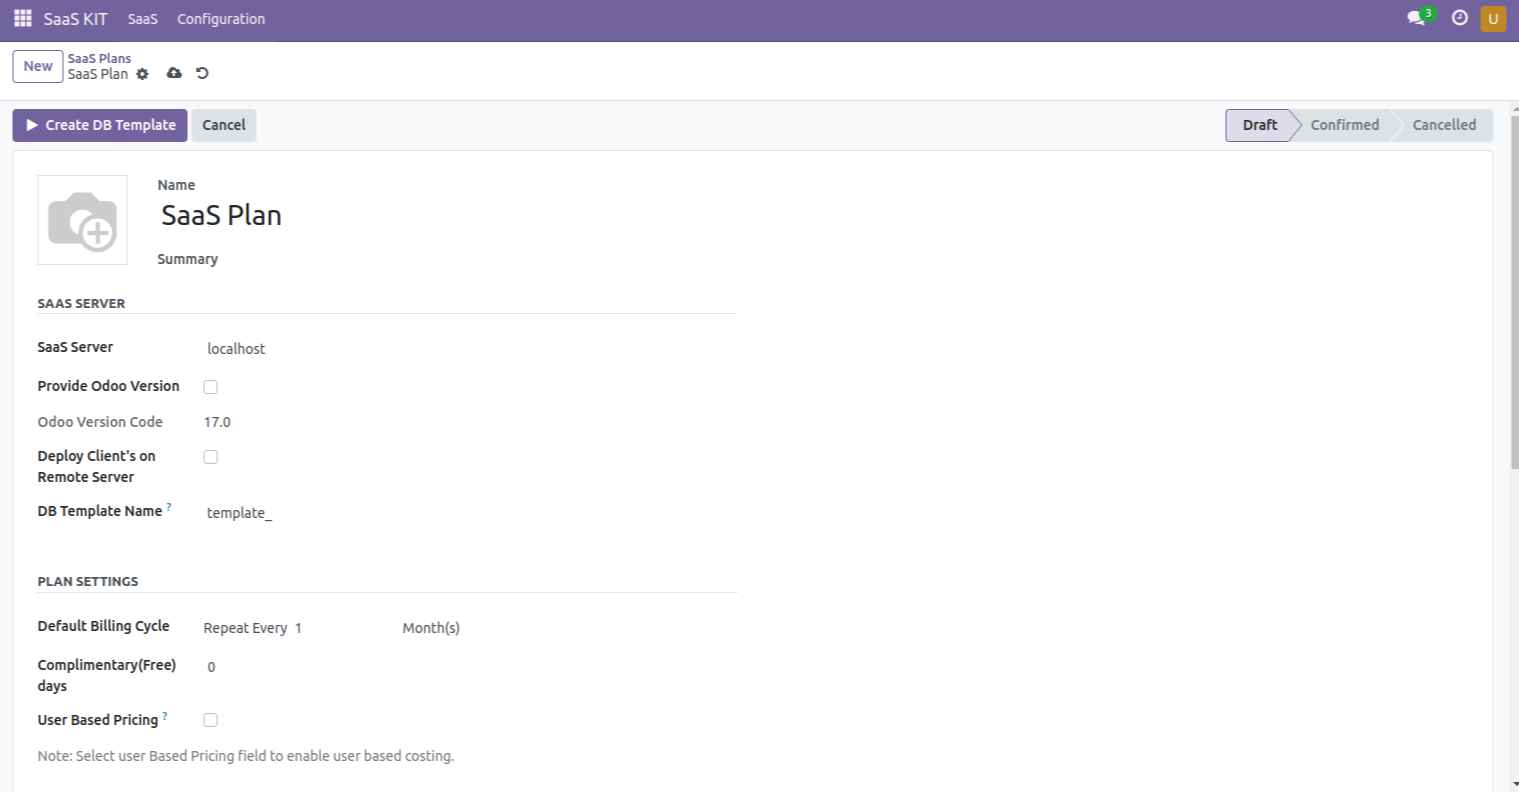 SaaS KIT SaaS Configuration 3 U
New SaaS Plans
SaaS Plan
Create DB Template Cancel Draft Confirmed Cancelled
Name
SaaS Plan
Summary
SAAS SERVER
SaaS Server localhost
Provide Odoo Version
Odoo Version Code 17.0
Deploy Client's on
Remote Server
DB Template Name ? template_
PLAN SETTINGS
Default Billing Cycle Repeat Every 1 Month(s)
Complimentary(Free) 0
days
User Based Pricing ?
Note: Select user Based Pricing field to enable user based costing.